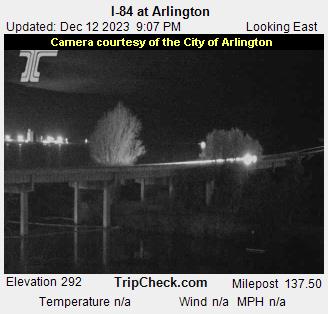 I-84 at Arlington
Updated: Dec 12 2023 9:07 PM Looking East
Camera courtesy of the City of Arlington
Elevation 292 TripCheck.com Milepost 137.50
Temperature n/a Wind n/a MPH n/a